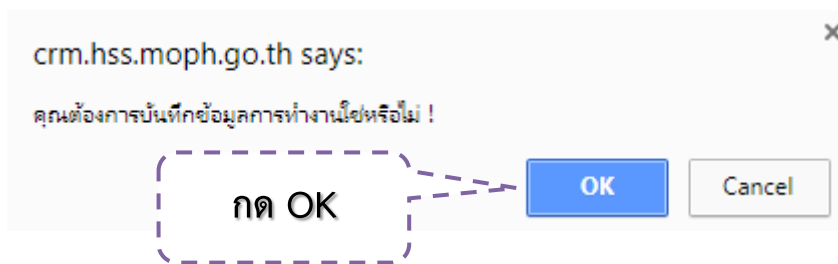 crm.hss.moph.go.th says:
คุณต้องการบันทึกข้อมูลการทำงานใช่หรือไม่ !
กด OK
OK
Cancel